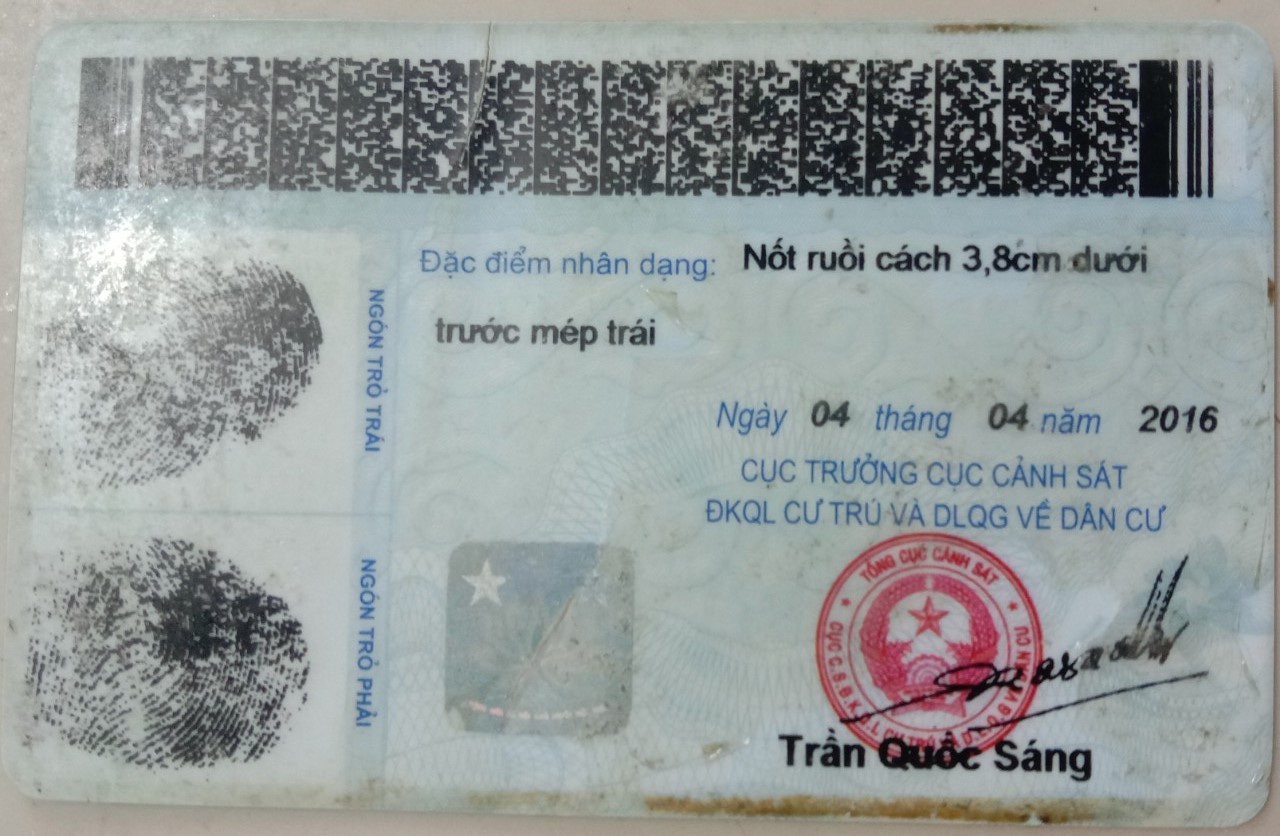 Đặc điểm nhân dạng: Nốt ruồi cách 3,8cm dưới
trước mép trái
NGÓN TRỎ TRÁI
NGÓN TRỎ PHẢI
Ngày 04 tháng 04 năm 2016
CỤC TRƯỞNG CỤC CẢNH SÁT
ĐKQL CƯ TRÚ VÀ DLQG VỀ DÂN CƯ
TỔNG CỤC CẢNH SÁT
Trần Quốc Sáng